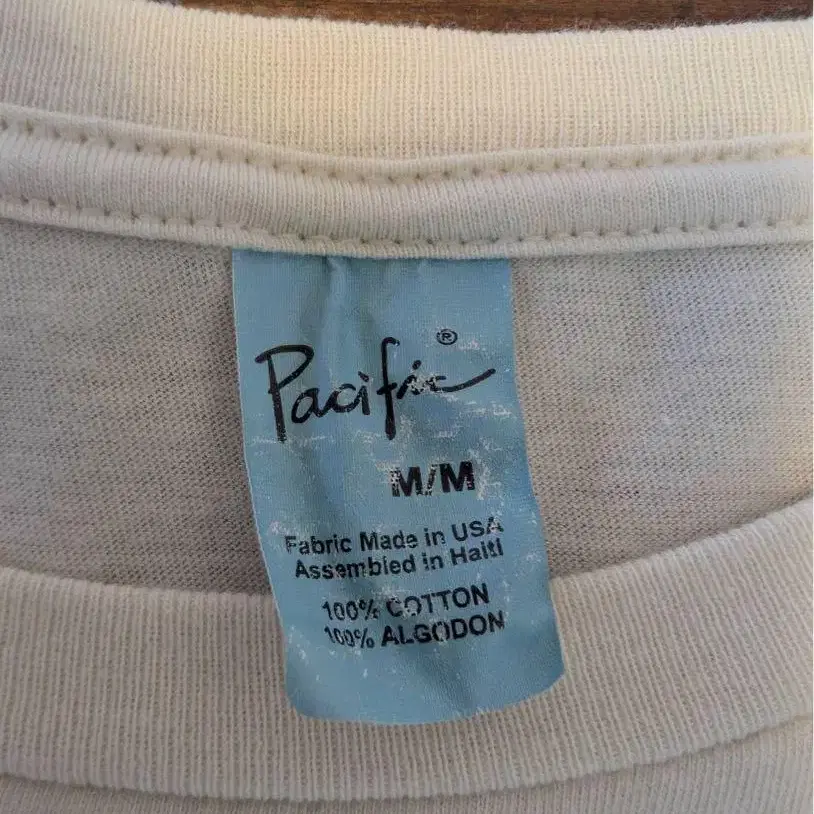 Pacific®
M/M
Fabric Made in USA
Assembled in Haiti
100% COTTON
100% ALGODON